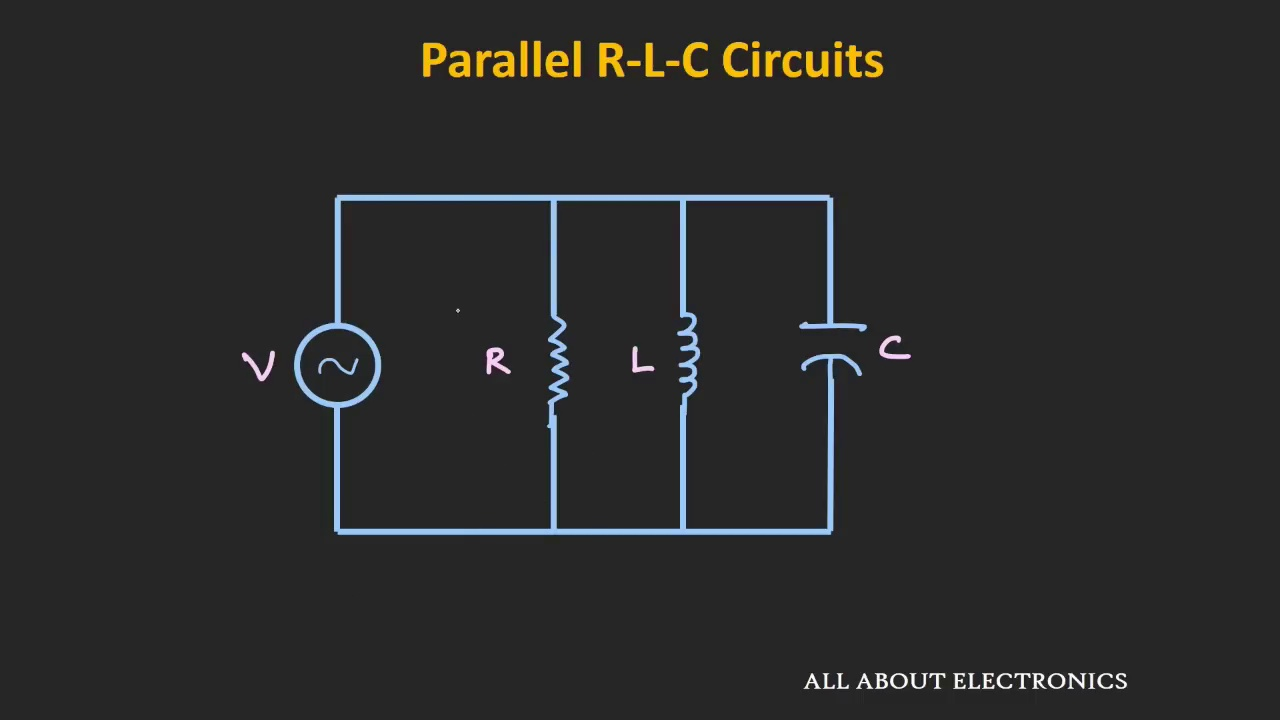 Parallel R-L-C Circuits
V
R
L
C
ALL ABOUT ELECTRONICS